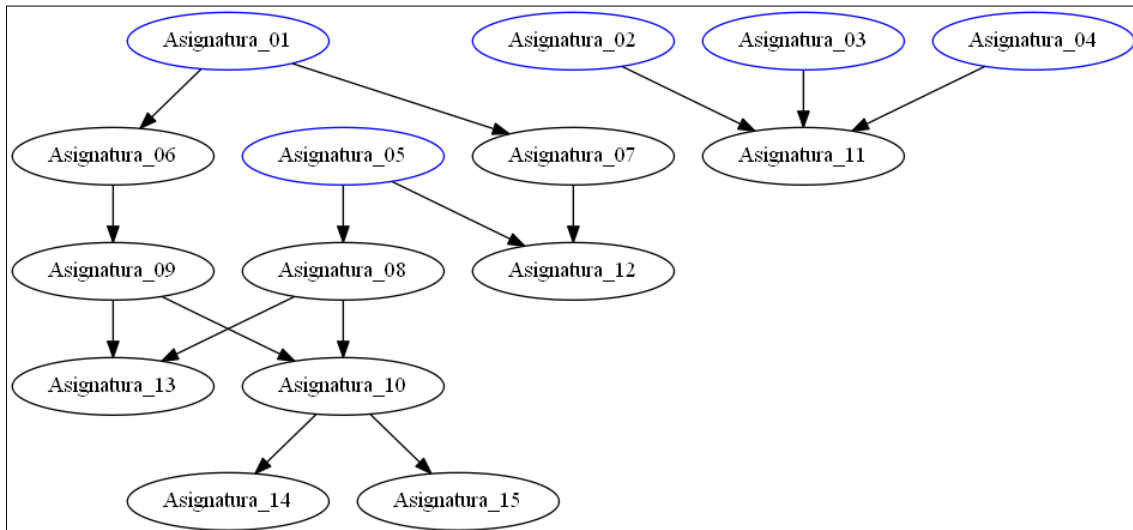 Asignatura_01
Asignatura_02
Asignatura_03
Asignatura_04
Asignatura_06
Asignatura_05
Asignatura_07
Asignatura_11
Asignatura_09
Asignatura_08
Asignatura_12
Asignatura_13
Asignatura_10
Asignatura_14
Asignatura_15